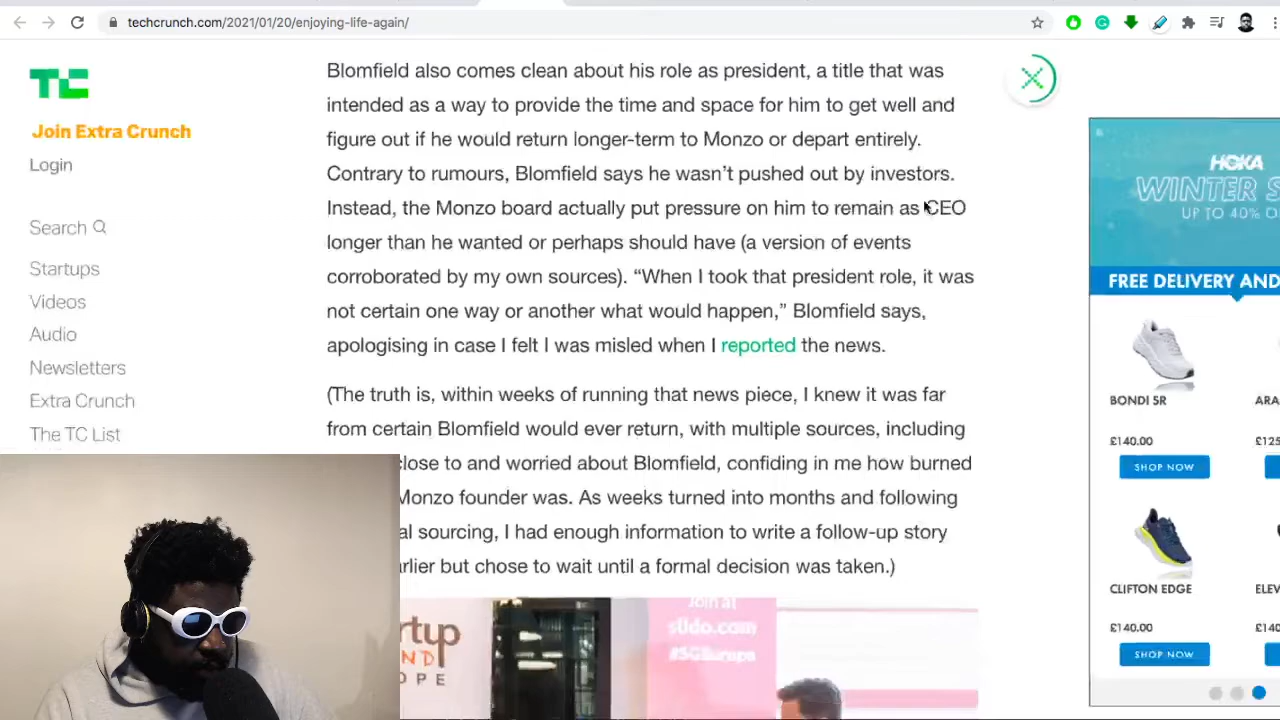 techcrunch.com/2021/01/20/enjoying-life-again/
TC
Join Extra Crunch
Login
Search
Startups
Videos
Audio
Newsletters
Extra Crunch
The TC List
Blomfield also comes clean about his role as president, a title that was
intended as a way to provide the time and space for him to get well and
figure out if he would return longer-term to Monzo or depart entirely.
Contrary to rumours, Blomfield says he wasn’t pushed out by investors.
Instead, the Monzo board actually put pressure on him to remain as CEO
longer than he wanted or perhaps should have (a version of events
corroborated by my own sources). “When I took that president role, it was
not certain one way or another what would happen,” Blomfield says,
apologising in case I felt I was misled when I reported the news.
(The truth is, within weeks of running that news piece, I knew it was far
from certain Blomfield would ever return, with multiple sources, including
close to and worried about Blomfield, confiding in me how burned
Monzo founder was. As weeks turned into months and following
sourcing, I had enough information to write a follow-up story
but chose to wait until a formal decision was taken.)
Join at
s0do.com
OPE
HOKA
WINTER
UP TO 40%
FREE DELIVERY AND
BONDI SR
£140.00
SHOP NOW
CLIFTON EDGE
£140.00
SHOP NOW